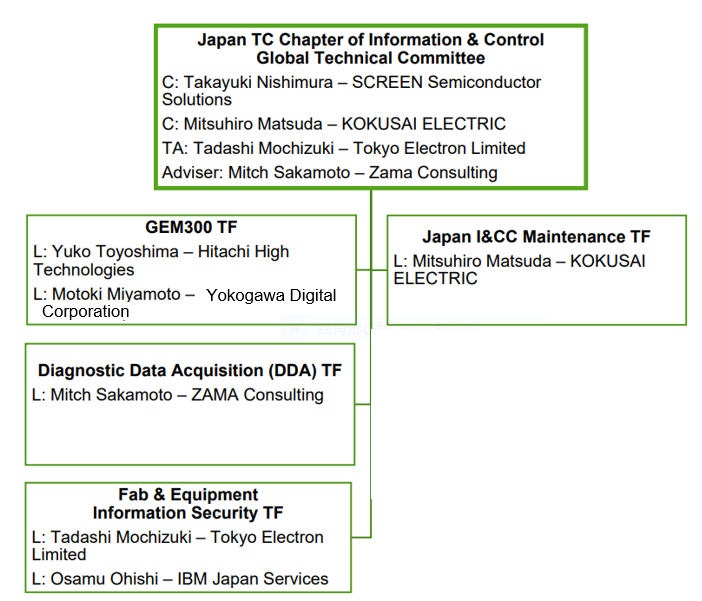 Japan TC Chapter of Information & Control
Global Technical Committee
C: Takayuki Nishimura – SCREEN Semiconductor
Solutions
C: Mitsuhiro Matsuda – KOKUSAI ELECTRIC
TA: Tadashi Mochizuki – Tokyo Electron Limited
Adviser: Mitch Sakamoto – Zama Consulting
GEM300 TF
L: Yuko Toyoshima – Hitachi High
Technologies
L: Motoki Miyamoto – Yokogawa Digital
Corporation
Japan I&CC Maintenance TF
L: Mitsuhiro Matsuda – KOKUSAI
ELECTRIC
Diagnostic Data Acquisition (DDA) TF
L: Mitch Sakamoto – ZAMA Consulting
Fab & Equipment
Information Security TF
L: Tadashi Mochizuki – Tokyo Electron
Limited
L: Osamu Ohishi – IBM Japan Services